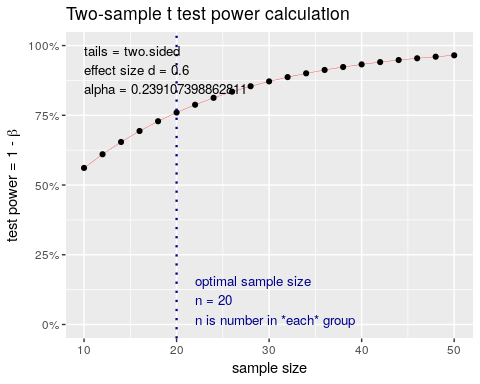 Two-sample t test power calculation
100%
75%
50%
25%
0%
test power = 1 - β
tails = two.sided
effect size d = 0.6
alpha = 0.239107398862811
optimal sample size
n = 20
n is number in *each* group
10
20
30
40
50
sample size